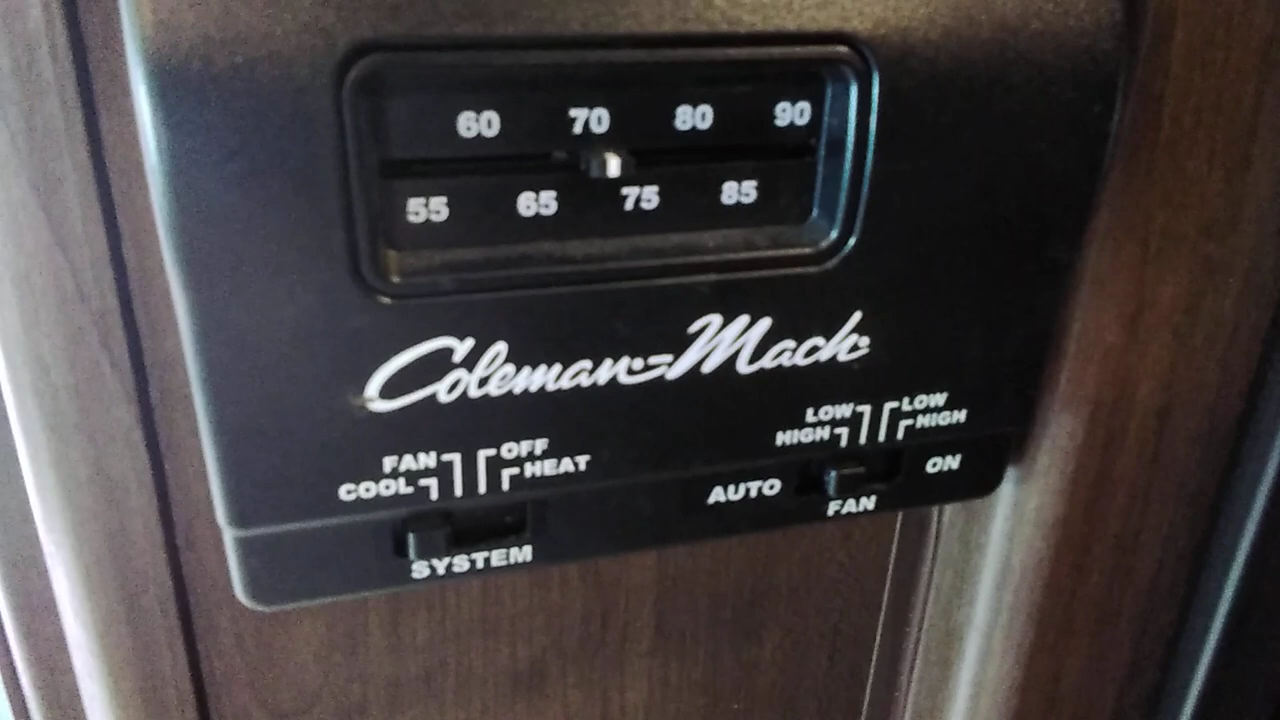 60 70 80 90
55 65 75 85
Coleman-Mach
FAN OFF
COOL HEAT
SYSTEM
LOW LOW
HIGH HIGH
AUTO ON
FAN